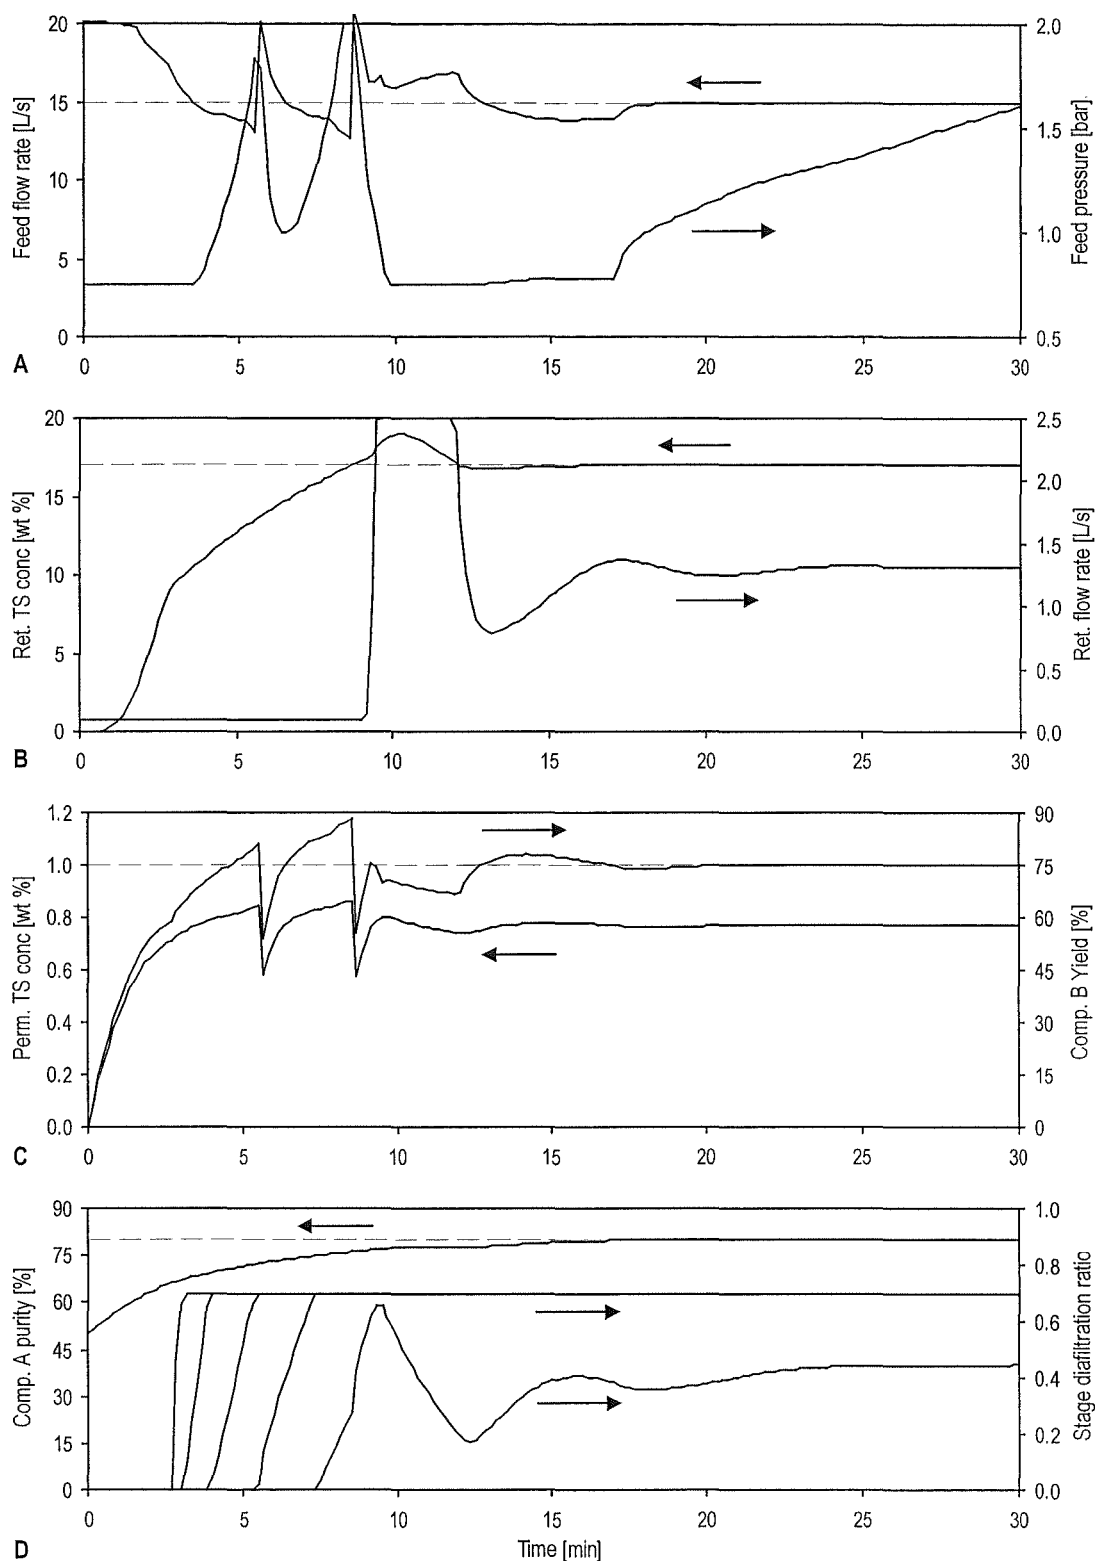 20
15
10
5
0
Feed flow rate [L/s]
2.0
1.5
1.0
0.5
Feed pressure [bar].
0 5 10 15 20 25 30
A
20
15
10
5
0
Ret. TS conc [wt %]
2.5
2.0
1.5
1.0
0.5
0.0
Ret. flow rate [L/s]
0 5 10 15 20 25 30
B
1.2
1.0
0.8
0.6
0.4
0.2
0.0
Perm. TS conc [wt %]
90
75
60
45
30
15
0
Comp. B Yield [%]
0 5 10 15 20 25 30
C
90
75
60
45
30
15
0
Comp. A purity [%]
1.0
0.8
0.6
0.4
0.2
0.0
Stage diafiltration ratio
0 5 10 15 20 25 30
D
Time [min]